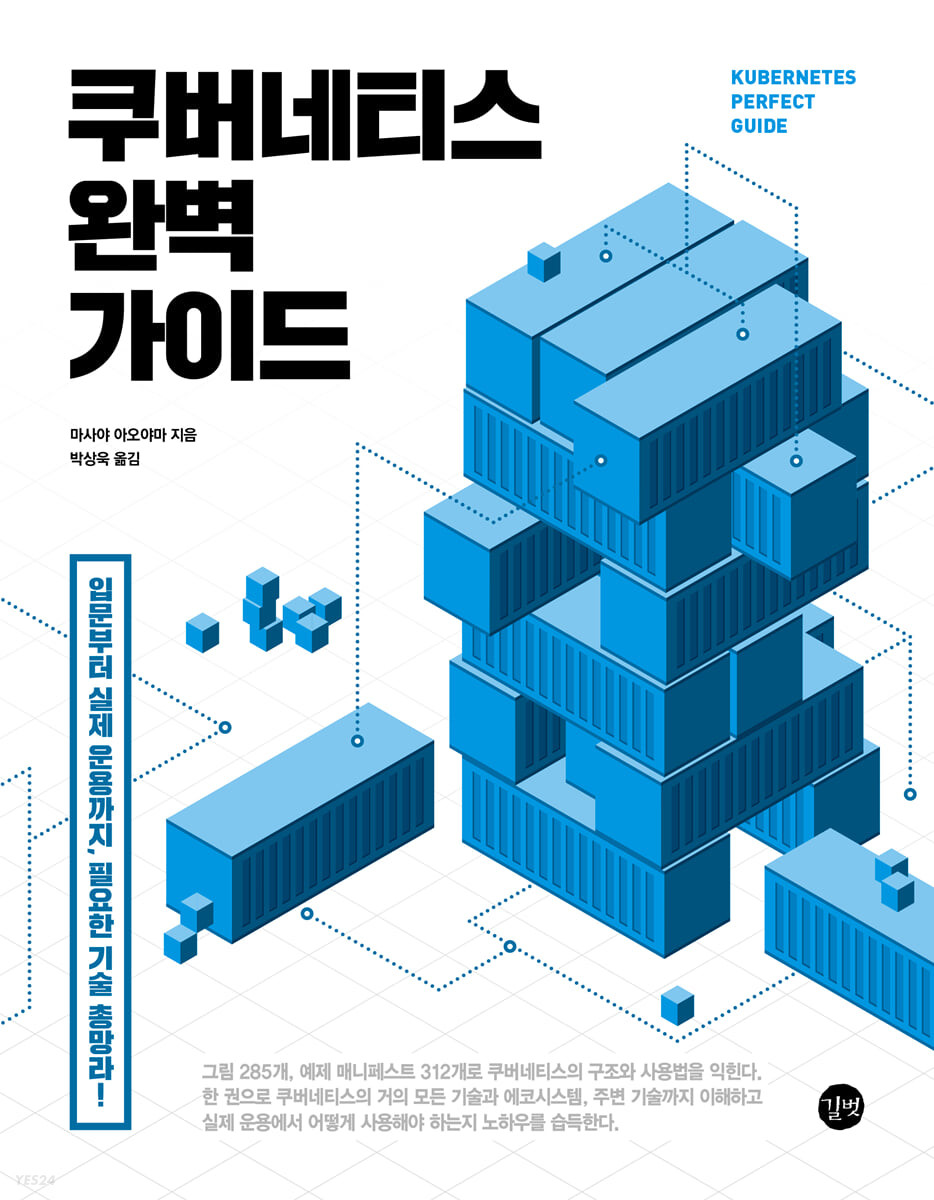 쿠버네티스
완벽
가이드
KUBERNETES
PERFECT
GUIDE
마사야 아오야마 지음
박상욱 옮김
입문부터 실제 운용까지, 필요한 기술 총망라!
그림 285개, 예제 매니페스트 312개로 쿠버네티스의 구조와 사용법을 익힌다.
한 권으로 쿠버네티스의 거의 모든 기술과 에코시스템, 주변 기술까지 이해하고
실제 운용에서 어떻게 사용해야 하는지 노하우를 습득한다.
길벗
YES24